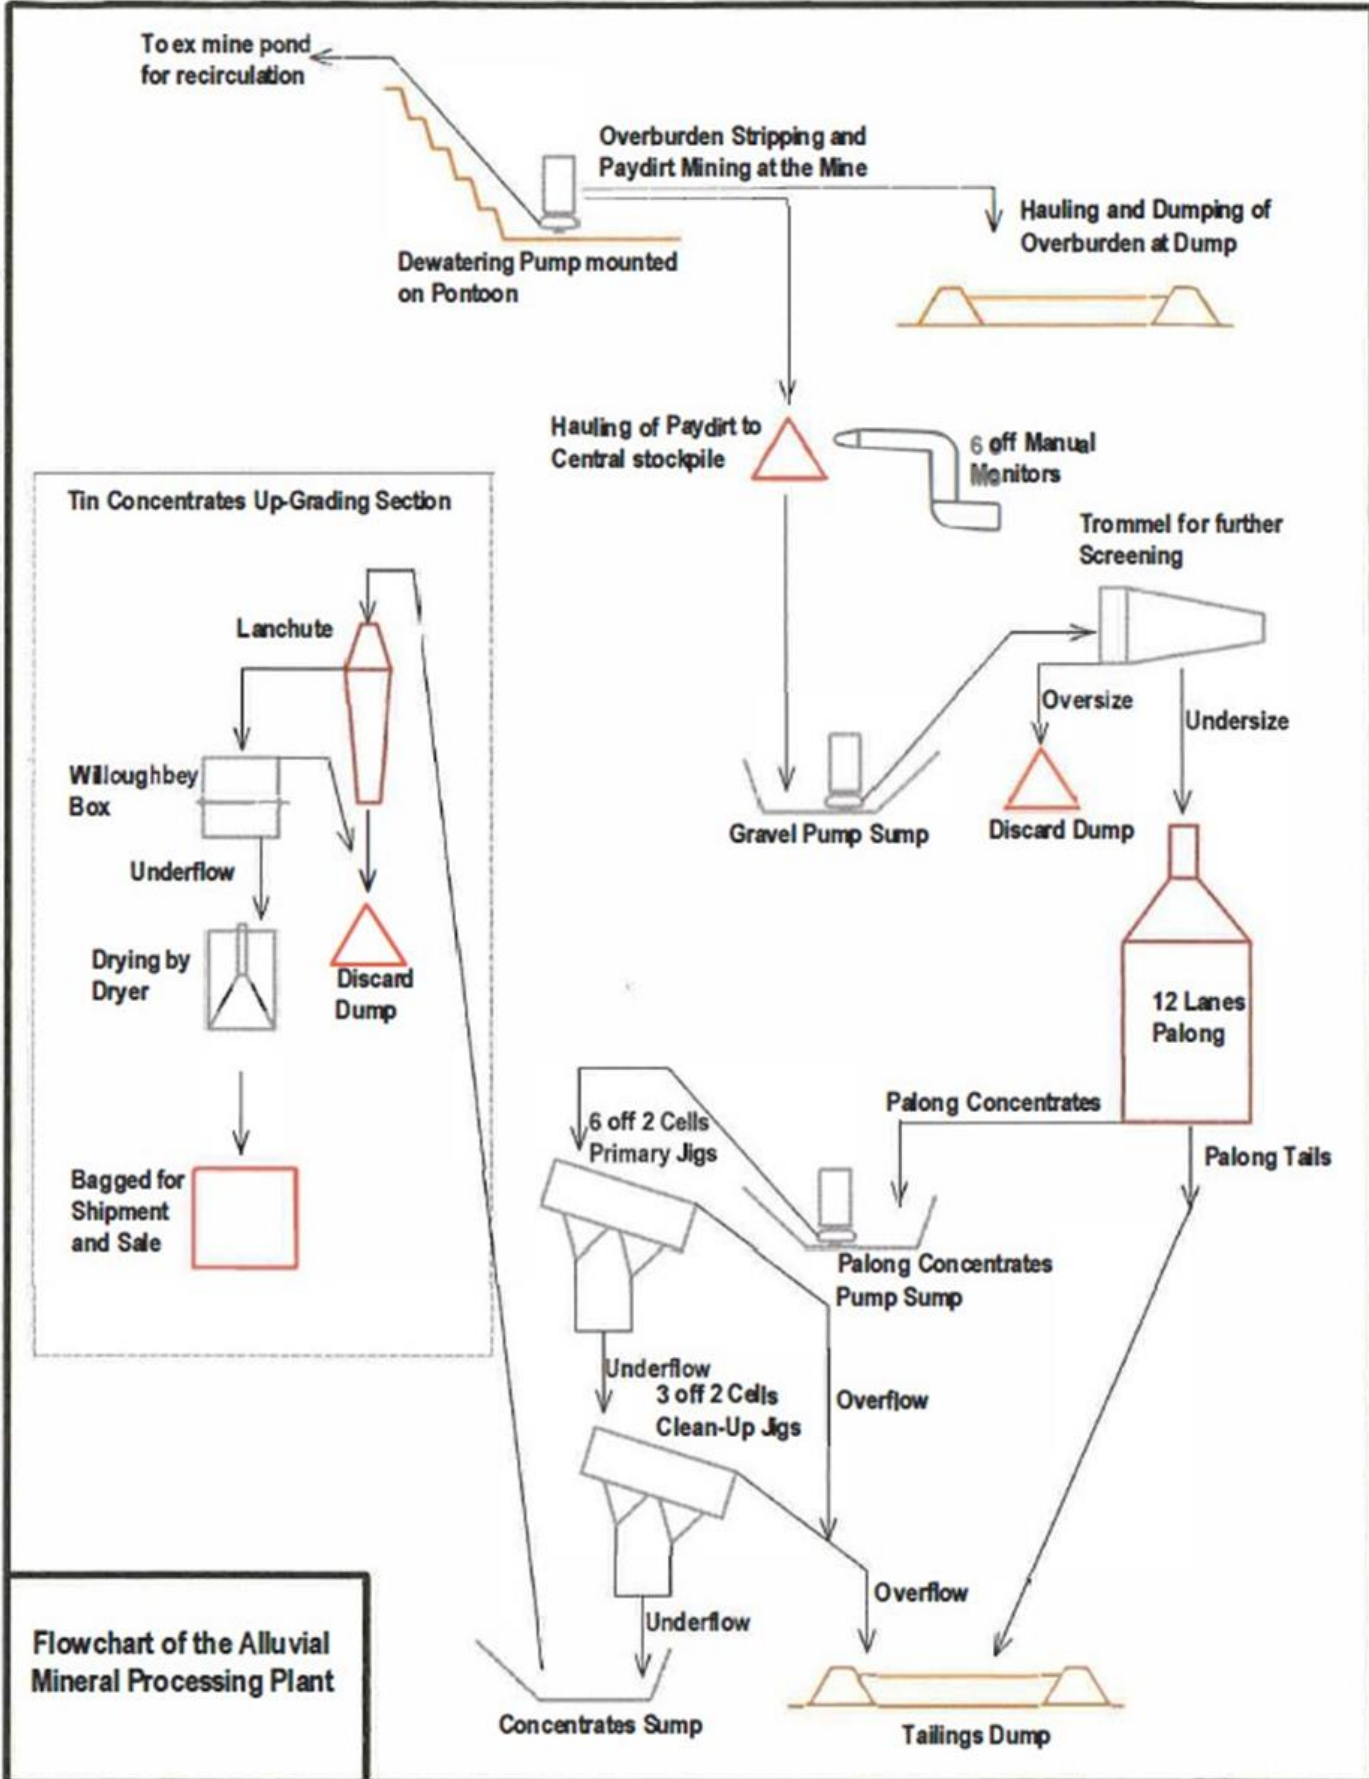 To ex mine pond
for recirculation
Overburden Stripping and
Paydirt Mining at the Mine
Hauling and Dumping of
Overburden at Dump
Dewatering Pump mounted
on Pontoon
Hauling of Paydirt to
Central stockpile
6 off Manual
Monitors
Tin Concentrates Up-Grading Section
Trommel for further
Screening
Lanchute
Oversize
Undersize
Willoughbey
Box
Gravel Pump Sump
Discard Dump
Underflow
Drying by
Dryer
Discard
Dump
12 Lanes
Palong
Palong Concentrates
6 off 2 Cells
Primary Jigs
Palong Tails
Bagged for
Shipment
and Sale
Palong Concentrates
Pump Sump
Underflow
3 off 2 Cells
Clean-Up Jigs
Overflow
Overflow
Underflow
Flowchart of the Alluvial
Mineral Processing Plant
Concentrates Sump
Tailings Dump